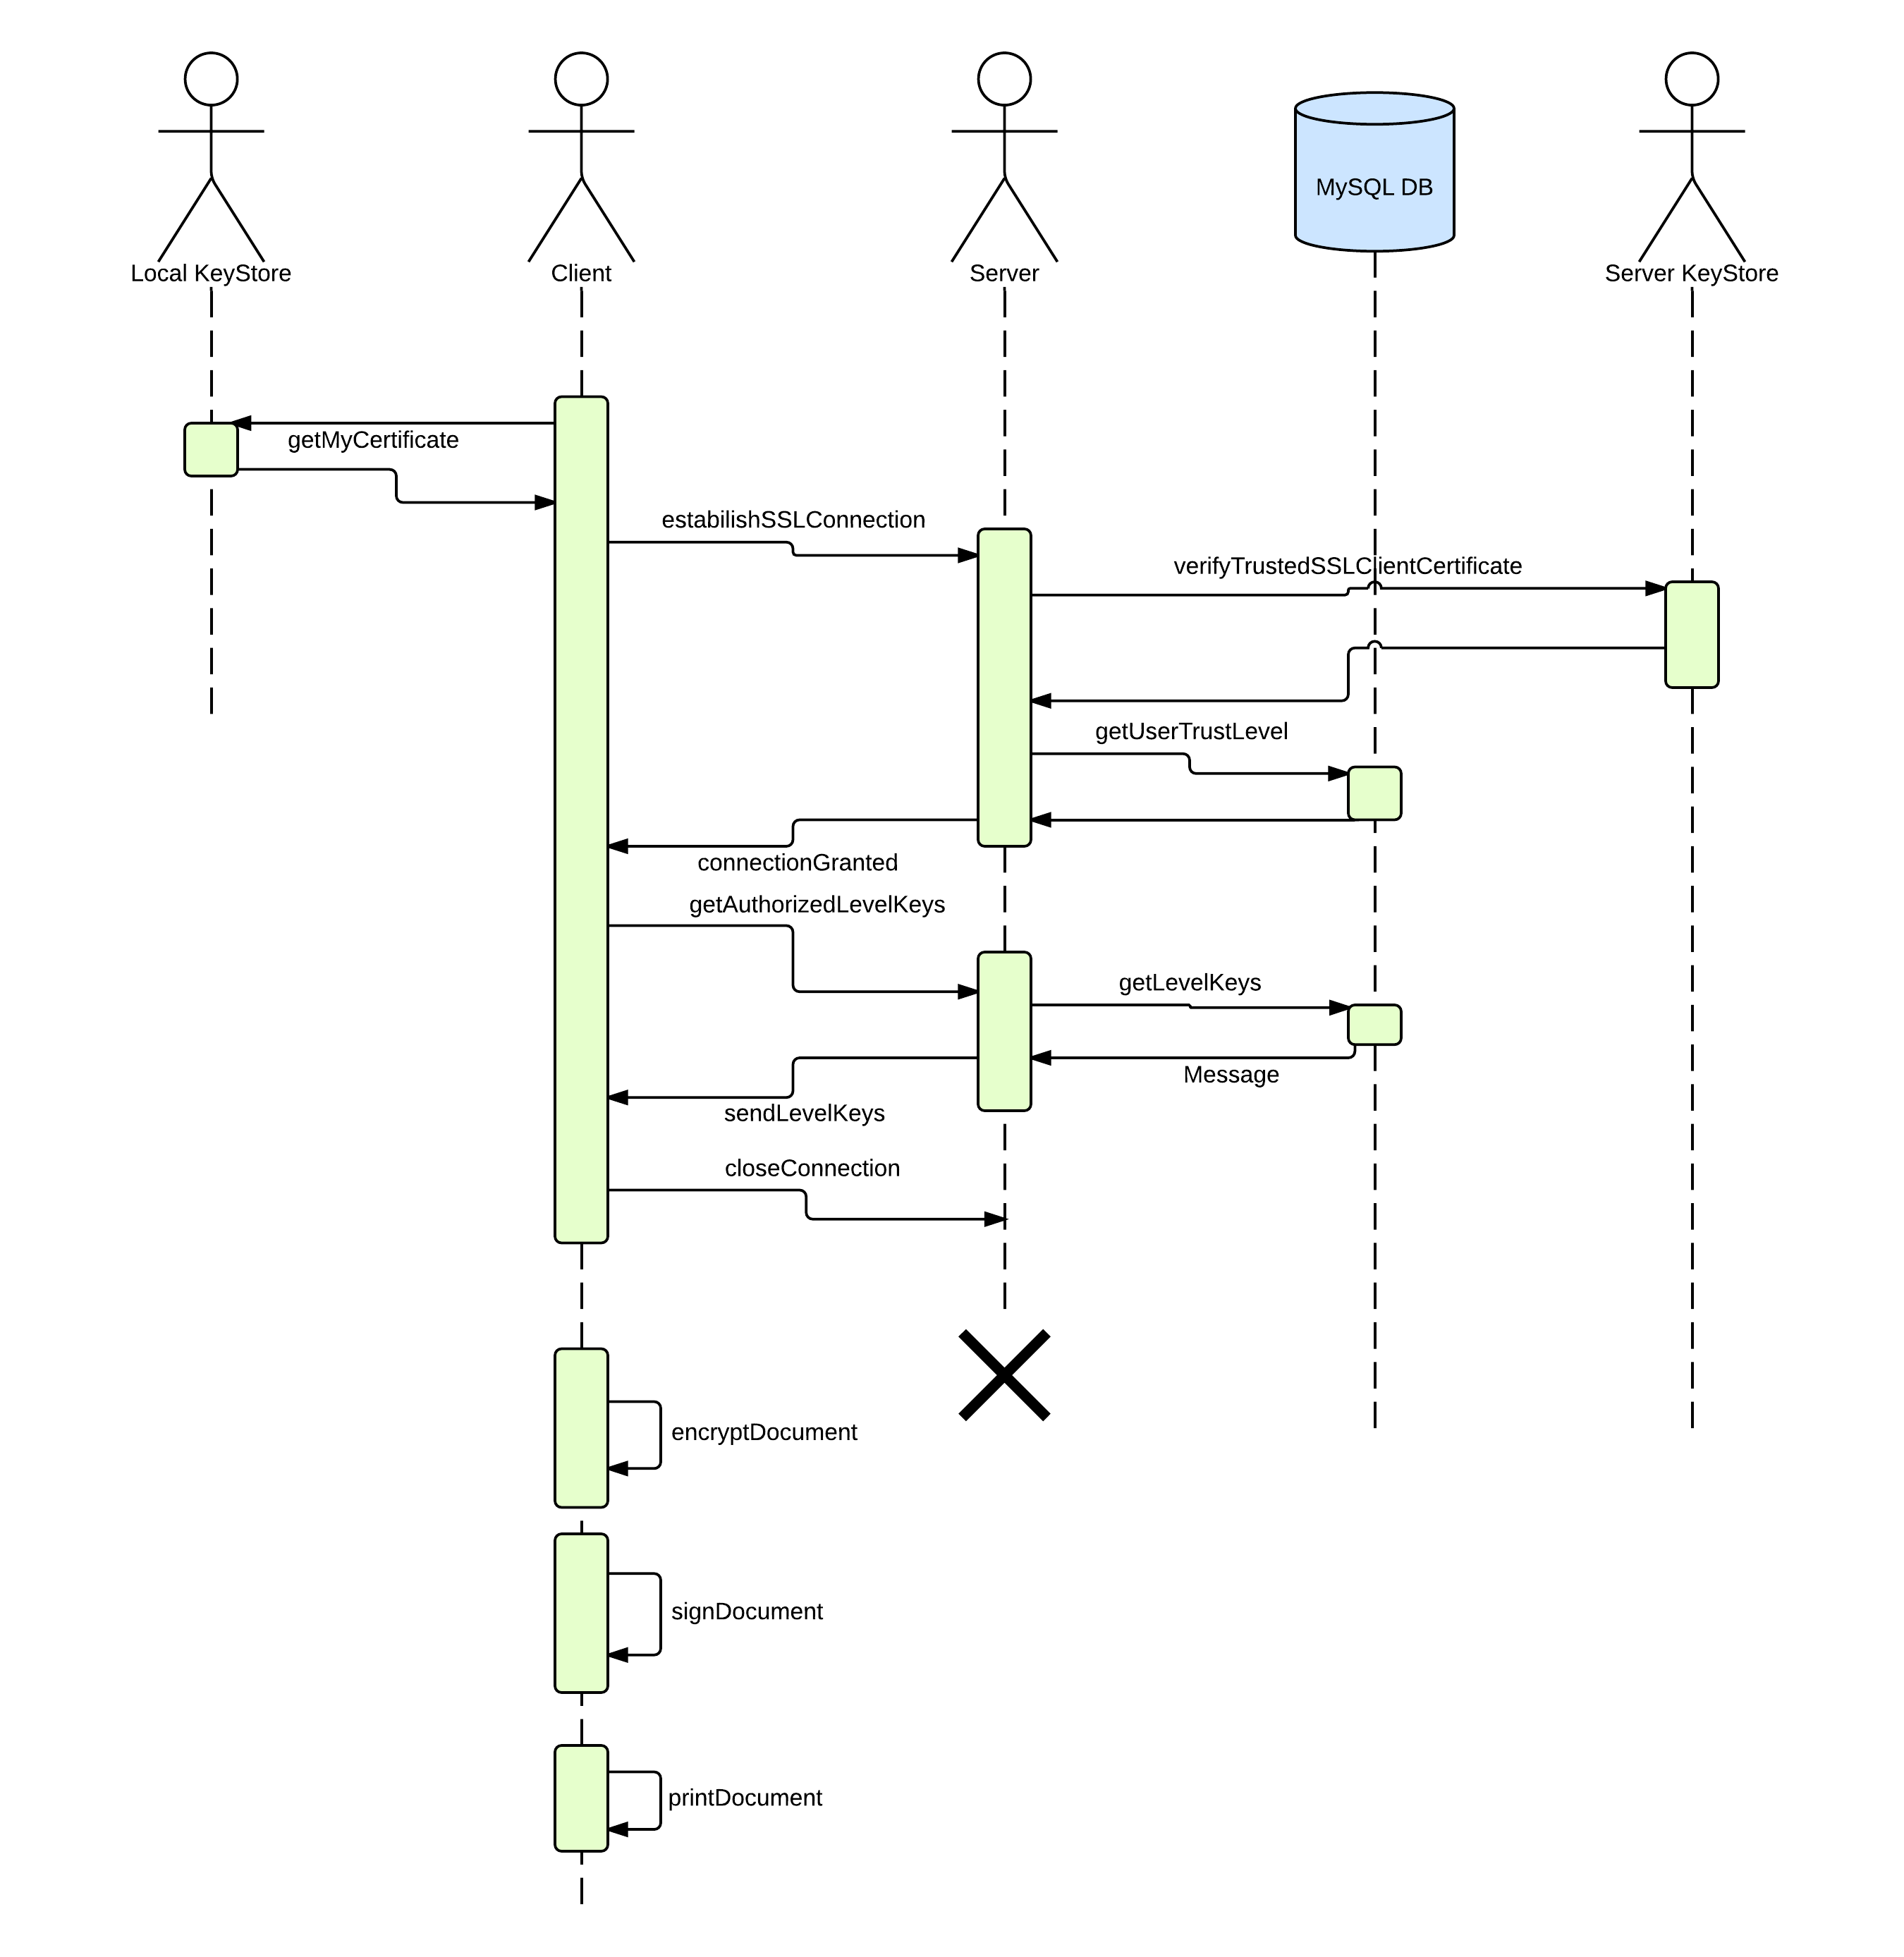 MySQL DB
Local KeyStore
Client
Server
Server KeyStore
getMyCertificate
estabilishSSLConnection
verifyTrustedSSLClientCertificate
getUserTrustLevel
connectionGranted
getAuthorizedLevelKeys
getLevelKeys
Message
sendLevelKeys
closeConnection
encryptDocument
signDocument
printDocument